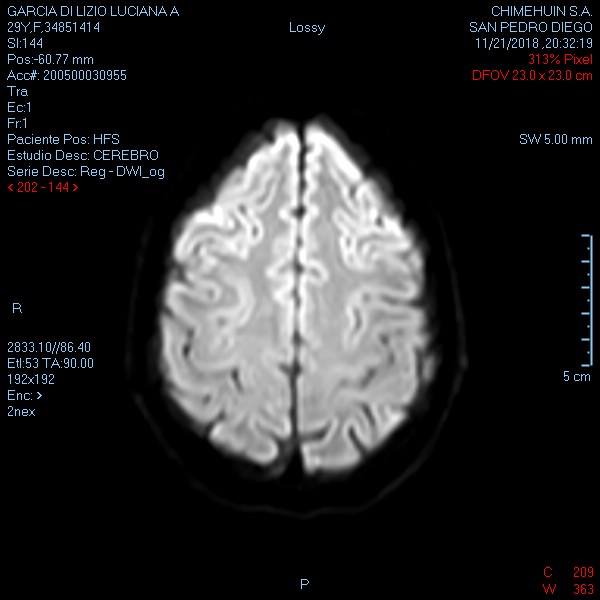 GARCIA DI LIZIO LUCIANA A
29Y,F,34851414
Sl:144
Pos:-60.77 mm
Acc#: 200500030955
Tra
Ec:1
Fr:1
Paciente Pos: HFS
Estudio Desc: CEREBRO
Serie Desc: Reg - DWI_og
< 202 - 144 >
Lossy
CHIMEHUIN S.A.
SAN PEDRO DIEGO
11/21/2018 ,20:32:19
313% Pixel
DFOV 23.0 x 23.0 cm
SW 5.00 mm
R
5 cm
2833.10//86.40
Etl:53 TA:90.00
192x192
Enc: >
2nex
P
C 209
W 363